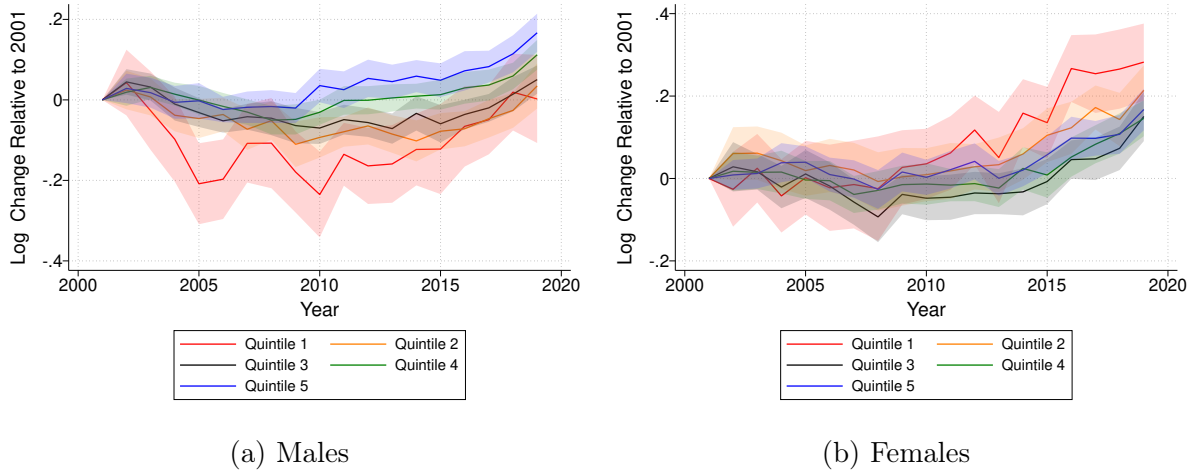 Log Change Relative to 2001
.2
0
-.2
-.4
2000 2005 2010 2015 2020
Year
Quintile 1 Quintile 2
Quintile 3 Quintile 4
Quintile 5
(a) Males
Log Change Relative to 2001
.4
.2
0
-.2
2000 2005 2010 2015 2020
Year
Quintile 1 Quintile 2
Quintile 3 Quintile 4
Quintile 5
(b) Females